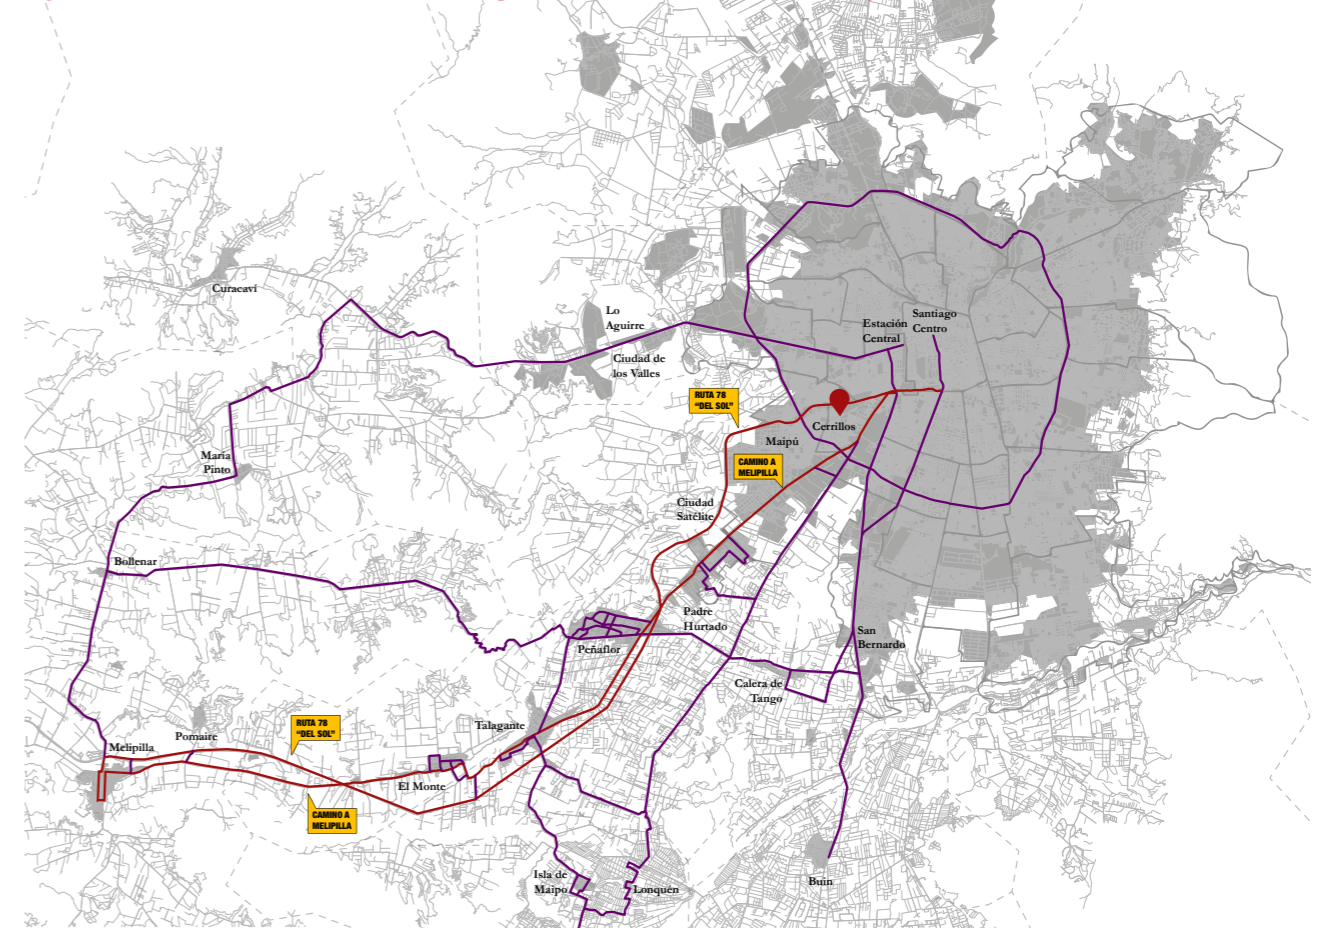 Curacaví
Lo
Aguirre
Ciudad de
los Valles
Estación
Central
Santiago
Centro
RUTA 78
“DEL SOL”
Cerrillos
Maipú
CAMINO A
MELIPILLA
María
Pinto
Ciudad
Satélite
Bollenar
Padre
Hurtado
Peñaflor
San
Bernardo
Calera de
Tango
Talagante
RUTA 78
“DEL SOL”
Pomaire
Melipilla
El Monte
CAMINO A
MELIPILLA
Isla de
Maipo
Lonquén
Buin